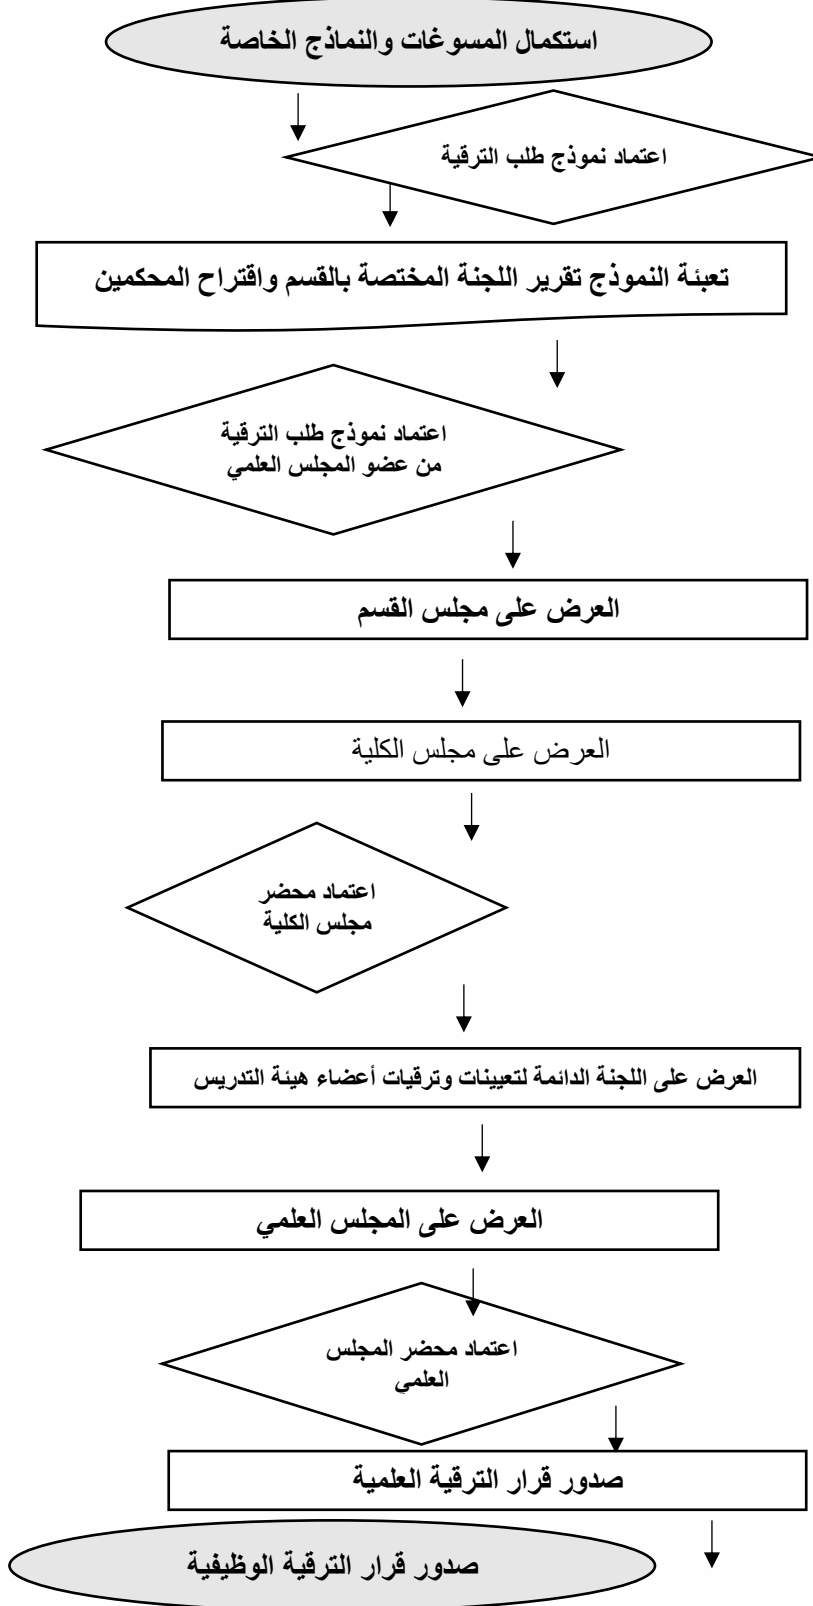 استكمال المسوغات والنماذج الخاصة
اعتماد نموذج طلب الترقية
تعبئة النموذج تقرير اللجنة المختصة بالقسم واقتراح المحكمين
اعتماد نموذج طلب الترقية
من عضو المجلس العلمي
العرض على مجلس القسم
العرض على مجلس الكلية
اعتماد محضر
مجلس الكلية
العرض على اللجنة الدائمة لتعيينات وترقيات أعضاء هيئة التدريس
العرض على المجلس العلمي
اعتماد محضر المجلس
العلمي
صدور قرار الترقية العلمية
صدور قرار الترقية الوظيفية